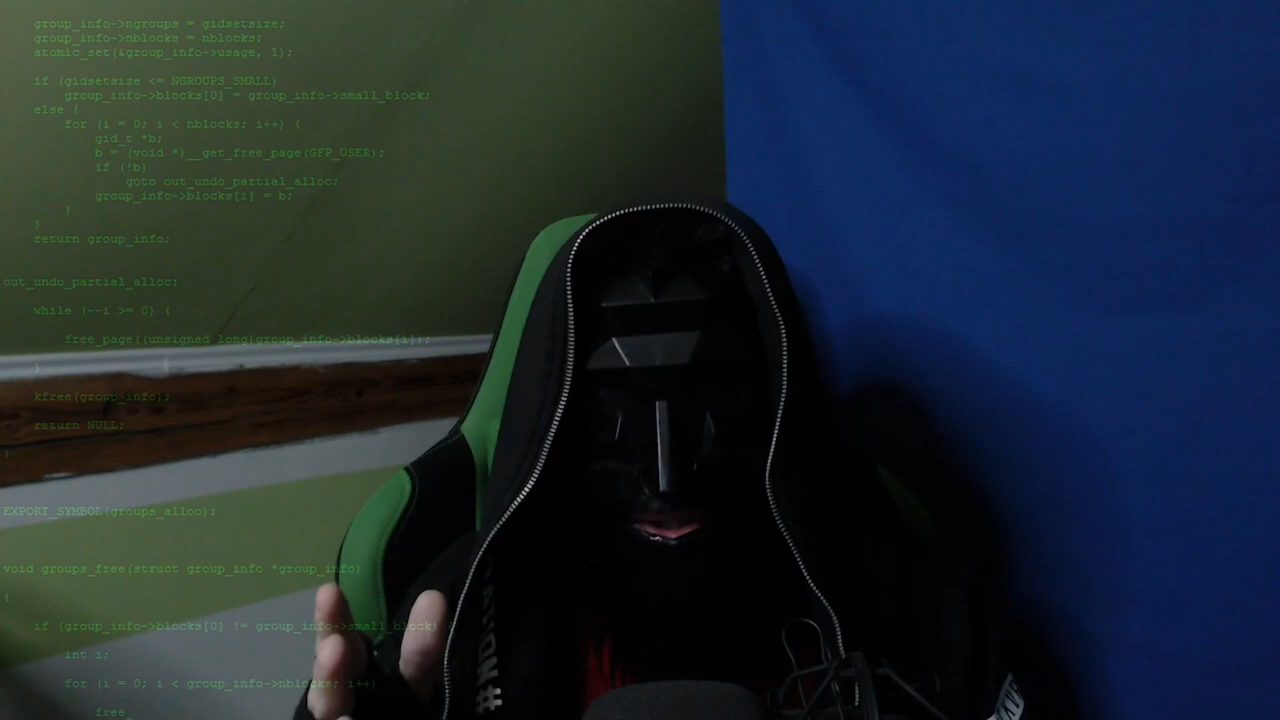 group_info->ngroups = gidsetsize;
group_info->nblocks = nblocks;
atomic_set(&group_info->usage, 1);
if (gidsetsize <= NGROUPS_SMALL)
group_info->blocks[0] = group_info->small_block;
else {
for (i = 0; i < nblocks; i++) {
gid_t *b;
b = (void *)__get_free_page(GFP_USER);
if (!b)
goto out_undo_partial_alloc;
group_info->blocks[i] = b;
}
}
return group_info;
out_undo_partial_alloc:
while (--i >= 0) {
free_page((unsigned long)group_info->blocks[i]);
}
kfree(group_info);
return NULL;
}
EXPORT_SYMBOL(groups_alloc);
void groups_free(struct group_info *group_info)
{
if (group_info->blocks[0] != group_info->small_block)
int i;
for (i = 0; i < group_info->nblocks; i++)
free_